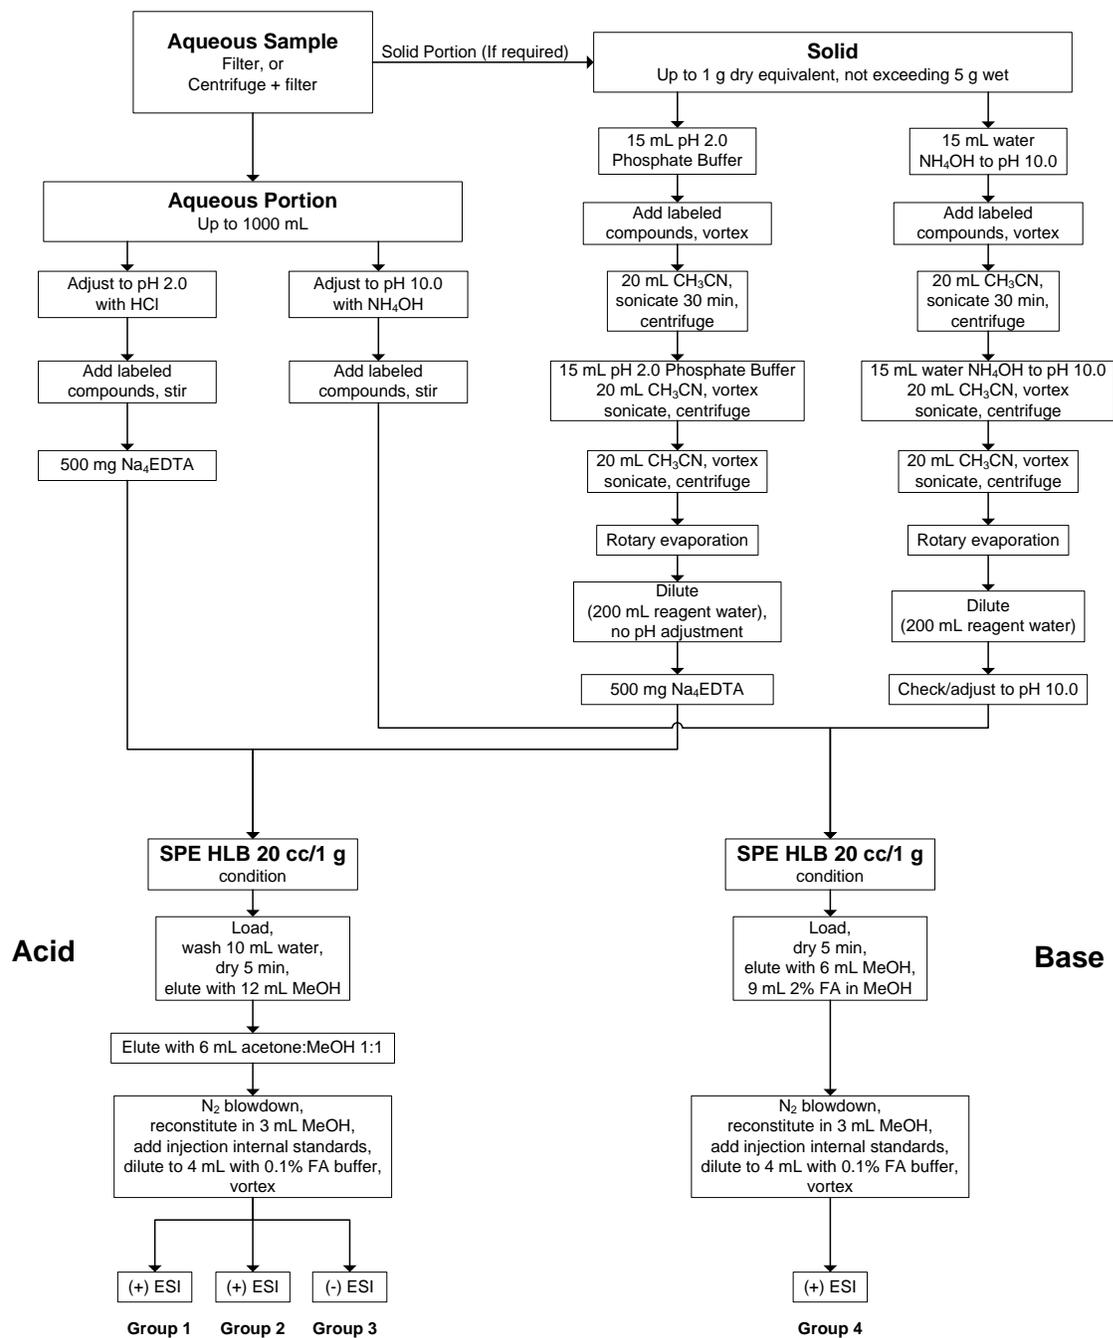 Aqueous Sample
Filter, or
Centrifuge + filter
Solid Portion (If required)
Solid
Up to 1 g dry equivalent, not exceeding 5 g wet
Aqueous Portion
Up to 1000 mL
Adjust to pH 2.0
with HCl
Add labeled
compounds, stir
500 mg Na₄EDTA
Adjust to pH 10.0
with NH₄OH
Add labeled
compounds, stir
15 mL pH 2.0
Phosphate Buffer
Add labeled
compounds, vortex
20 mL CH₃CN,
sonicate 30 min,
centrifuge
15 mL pH 2.0 Phosphate Buffer
20 mL CH₃CN, vortex
sonicate, centrifuge
20 mL CH₃CN, vortex
sonicate, centrifuge
Rotary evaporation
Dilute
(200 mL reagent water),
no pH adjustment
500 mg Na₄EDTA
15 mL water
NH₄OH to pH 10.0
Add labeled
compounds, vortex
20 mL CH₃CN,
sonicate 30 min,
centrifuge
15 mL water NH₄OH to pH 10.0
20 mL CH₃CN, vortex
sonicate, centrifuge
20 mL CH₃CN, vortex
sonicate, centrifuge
Rotary evaporation
Dilute
(200 mL reagent water)
Check/adjust to pH 10.0
Acid
SPE HLB 20 cc/1 g
condition
Load,
wash 10 mL water,
dry 5 min,
elute with 12 mL MeOH
Elute with 6 mL acetone:MeOH 1:1
N₂ blowdown,
reconstitute in 3 mL MeOH,
add injection internal standards,
dilute to 4 mL with 0.1% FA buffer,
vortex
(+) ESI
(+) ESI
(-) ESI
Group 1
Group 2
Group 3
Base
SPE HLB 20 cc/1 g
condition
Load,
dry 5 min,
elute with 6 mL MeOH,
9 mL 2% FA in MeOH
N₂ blowdown,
reconstitute in 3 mL MeOH,
add injection internal standards,
dilute to 4 mL with 0.1% FA buffer,
vortex
(+) ESI
Group 4